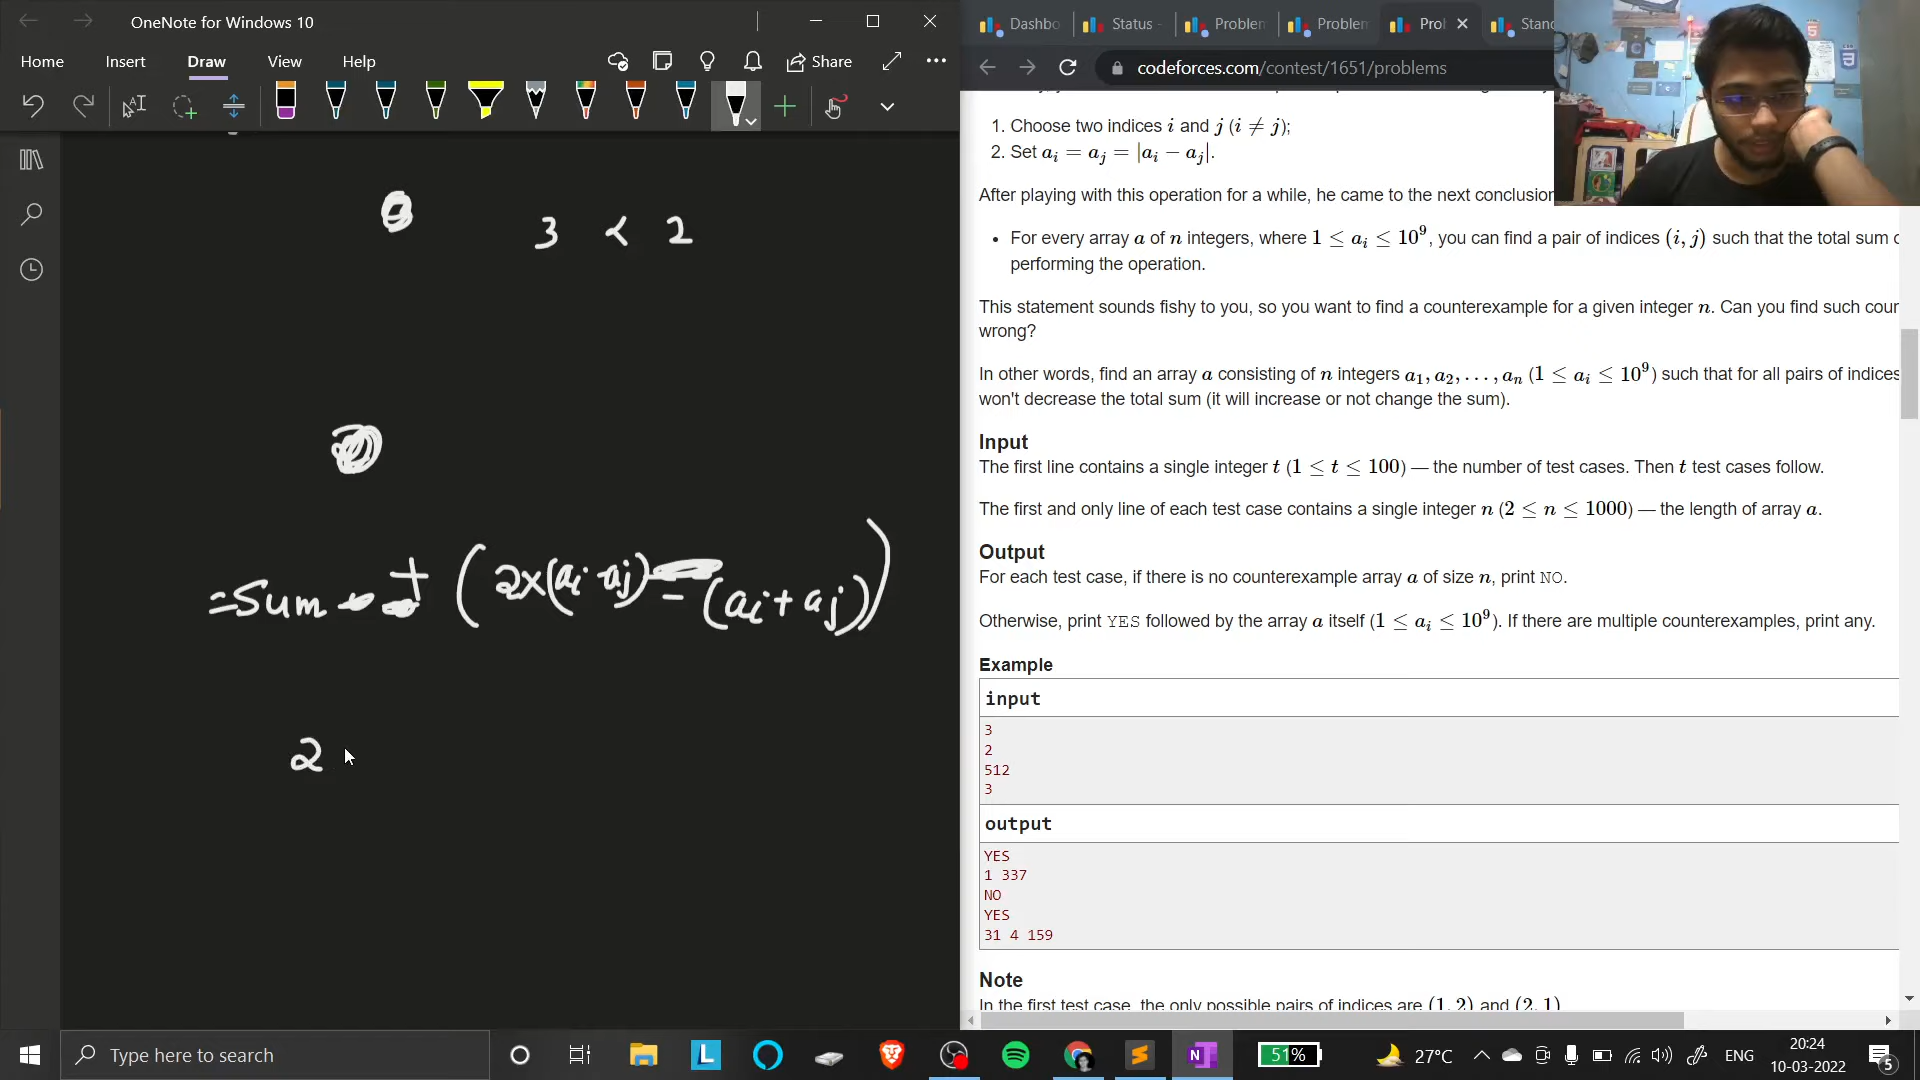 OneNote for Windows 10
Home Insert Draw View Help Share
3 < 2
=Sum + (2×(ai-aj) - (ai+aj))
2
Dashbo Status - Problem Problem Pro Stand
codeforces.com/contest/1651/problems
1. Choose two indices i and j (i ≠ j);
2. Set aᵢ = aⱼ = |aᵢ − aⱼ|.
After playing with this operation for a while, he came to the next conclusion
• For every array a of n integers, where 1 ≤ aᵢ ≤ 10⁹, you can find a pair of indices (i, j) such that the total sum
performing the operation.
This statement sounds fishy to you, so you want to find a counterexample for a given integer n. Can you find such coun
wrong?
In other words, find an array a consisting of n integers a₁, a₂, . . . , aₙ (1 ≤ aᵢ ≤ 10⁹) such that for all pairs of indices
won't decrease the total sum (it will increase or not change the sum).
Input
The first line contains a single integer t (1 ≤ t ≤ 100) — the number of test cases. Then t test cases follow.
The first and only line of each test case contains a single integer n (2 ≤ n ≤ 1000) — the length of array a.
Output
For each test case, if there is no counterexample array a of size n, print NO.
Otherwise, print YES followed by the array a itself (1 ≤ aᵢ ≤ 10⁹). If there are multiple counterexamples, print any.
Example
input
3
2
512
3
output
YES
1 337
NO
YES
31 4 159
Note
In the first test case, the only possible pairs of indices are (1, 2) and (2, 1)
Type here to search
51%
27°C
ENG
20:24
10-03-2022
5